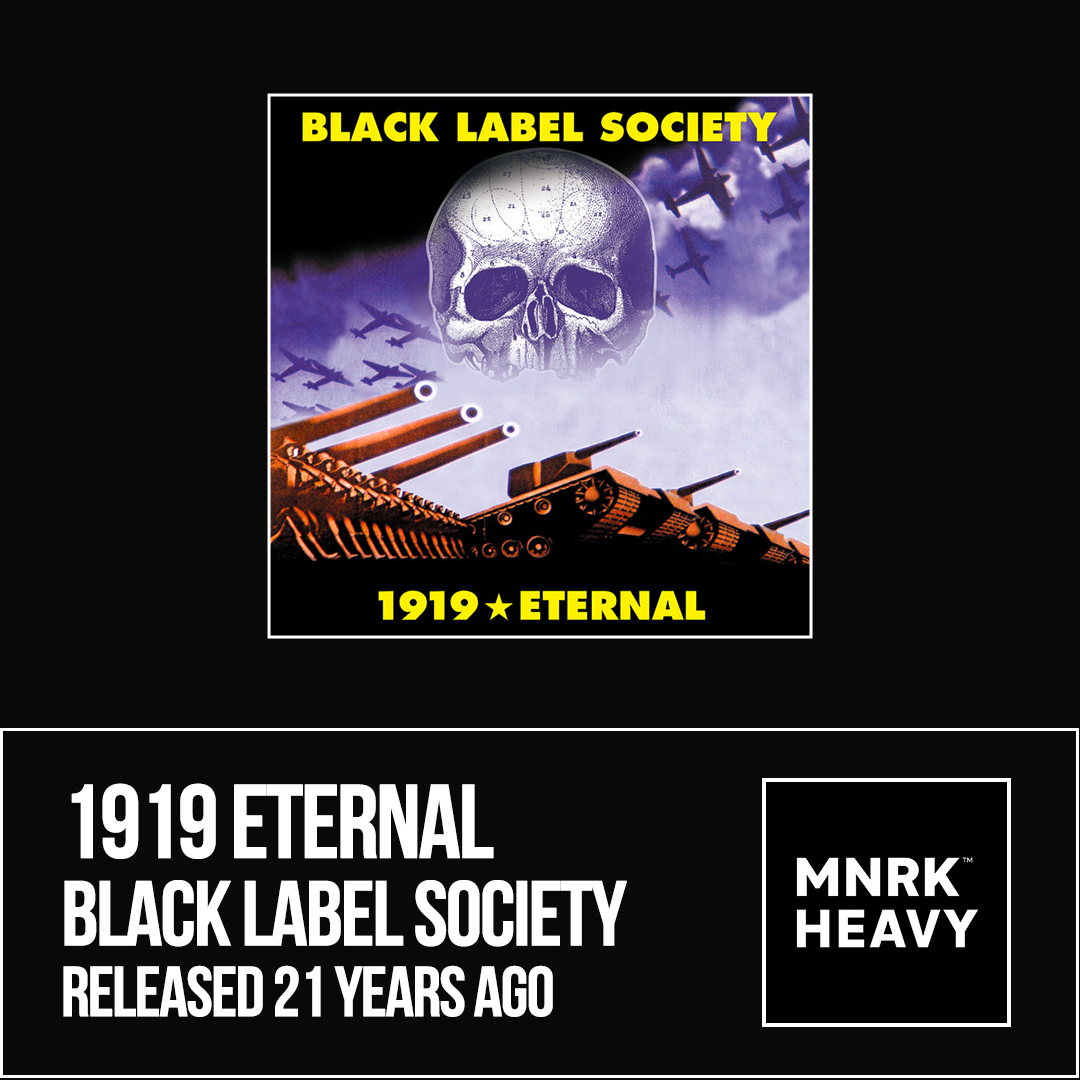 BLACK LABEL SOCIETY
1919★ETERNAL
1919 ETERNAL
BLACK LABEL SOCIETY
RELEASED 21 YEARS AGO
MNRK™
HEAVY